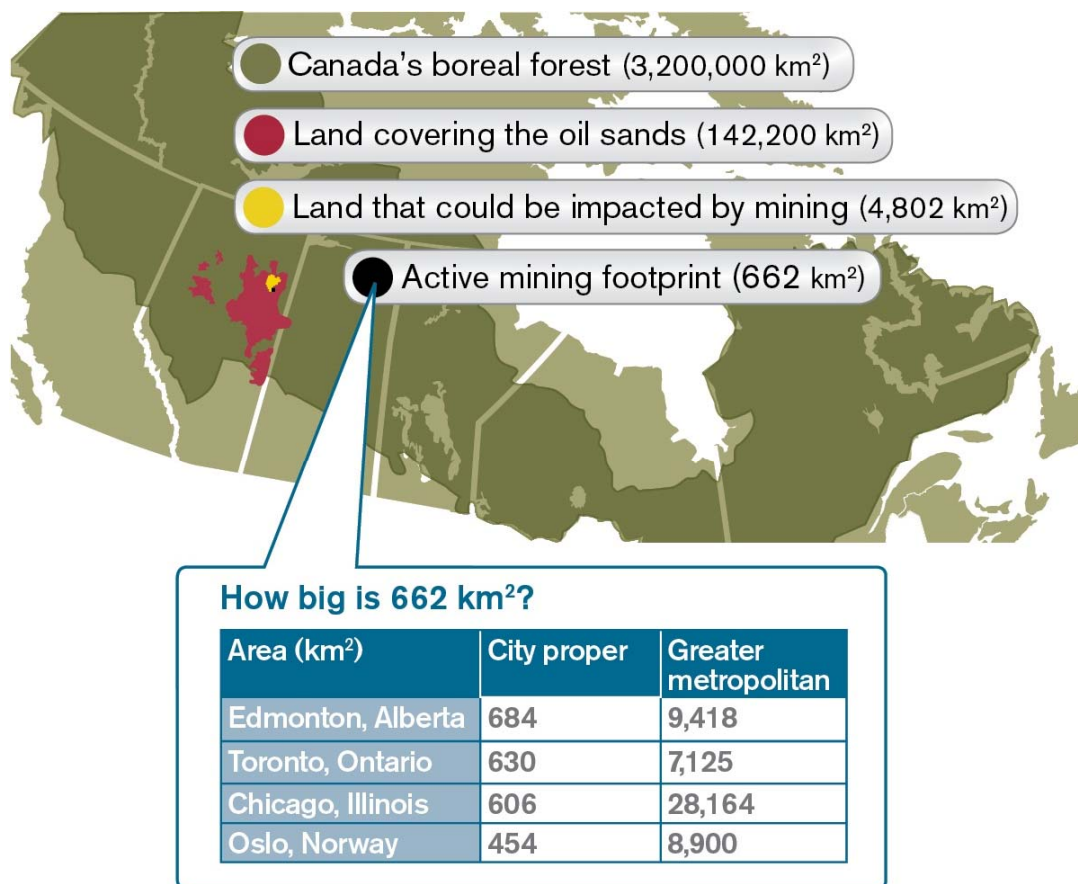 Canada's boreal forest (3,200,000 km²)
Land covering the oil sands (142,200 km²)
Land that could be impacted by mining (4,802 km²)
Active mining footprint (662 km²)
How big is 662 km²?
Area (km²) City proper Greater metropolitan
Edmonton, Alberta 684 9,418
Toronto, Ontario 630 7,125
Chicago, Illinois 606 28,164
Oslo, Norway 454 8,900